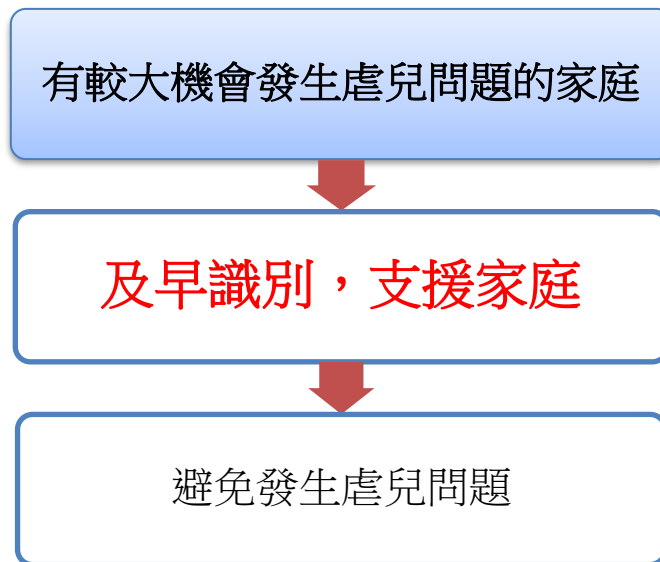 有較大機會發生虐兒問題的家庭
及早識別，支援家庭
避免發生虐兒問題